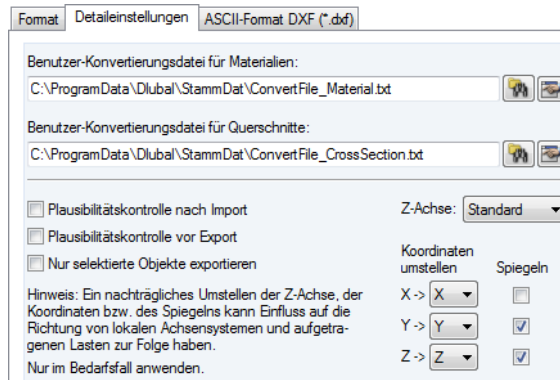 Format Detaileinstellungen ASCII-Format DXF (*.dxf)
Benutzer-Konvertierungsdatei für Materialien:
C:\ProgramData\Dlubal\StammDat\ConvertFile_Material.txt
Benutzer-Konvertierungsdatei für Querschnitte:
C:\ProgramData\Dlubal\StammDat\ConvertFile_CrossSection.txt
Plausibilitätskontrolle nach Import
Plausibilitätskontrolle vor Export
Nur selektierte Objekte exportieren
Hinweis: Ein nachträgliches Umstellen der Z-Achse, der
Koordinaten bzw. des Spiegelns kann Einfluss auf die
Richtung von lokalen Achsensystemen und aufgetra-
genen Lasten zur Folge haben.
Nur im Bedarfsfall anwenden.
Z-Achse: Standard
Koordinaten
umstellen Spiegeln
X -> X
Y -> Y
Z -> Z